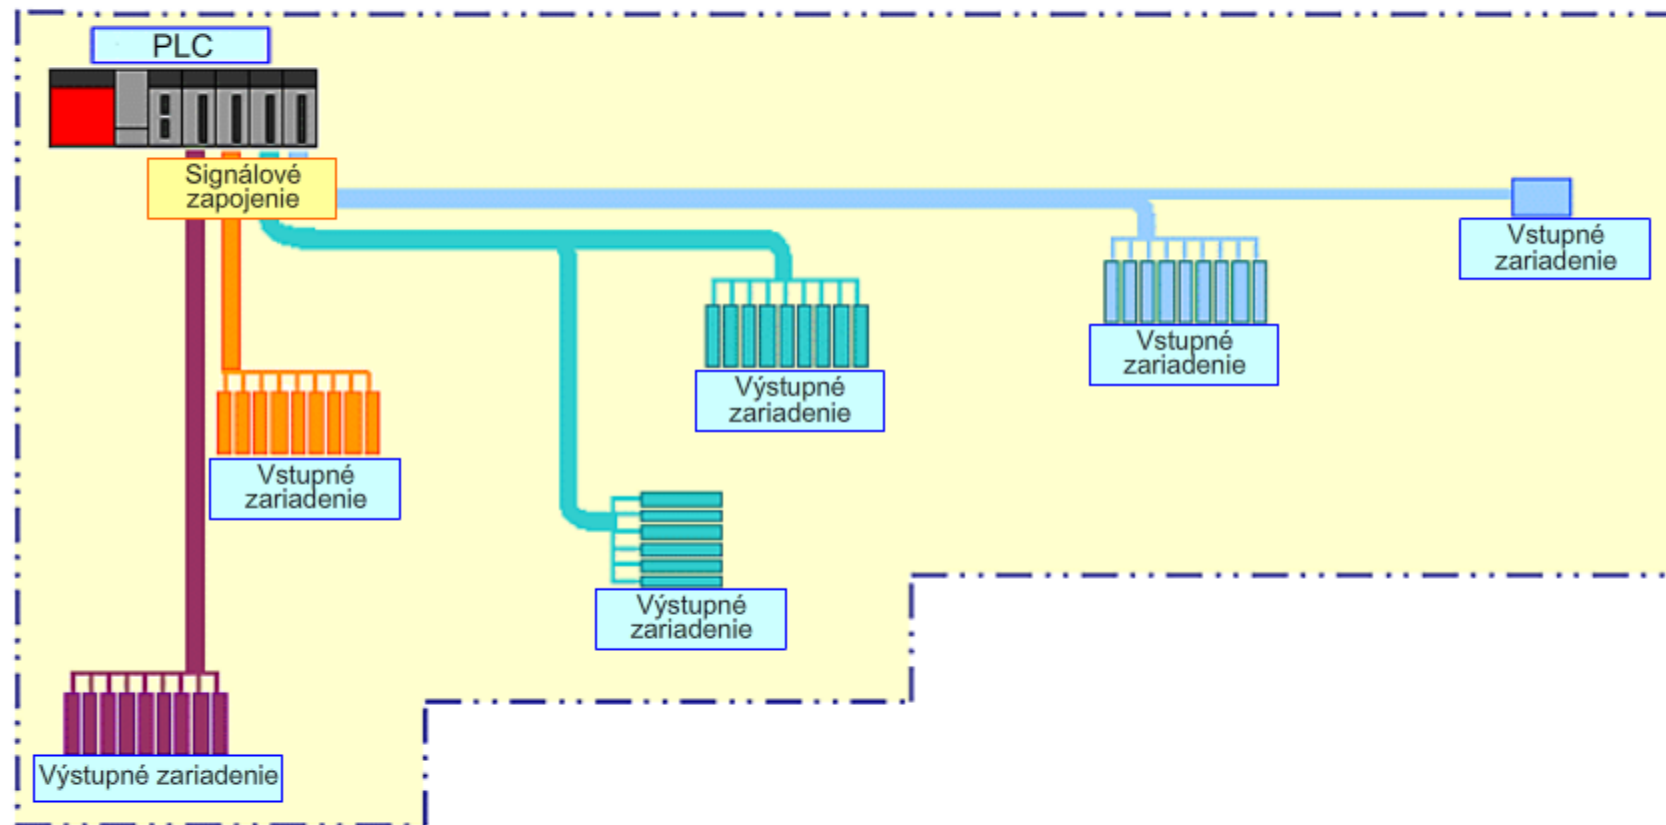 PLC
Signálové
zapojenie
Vstupné
zariadenie
Vstupné
zariadenie
Výstupné
zariadenie
Vstupné
zariadenie
Výstupné
zariadenie
Výstupné zariadenie